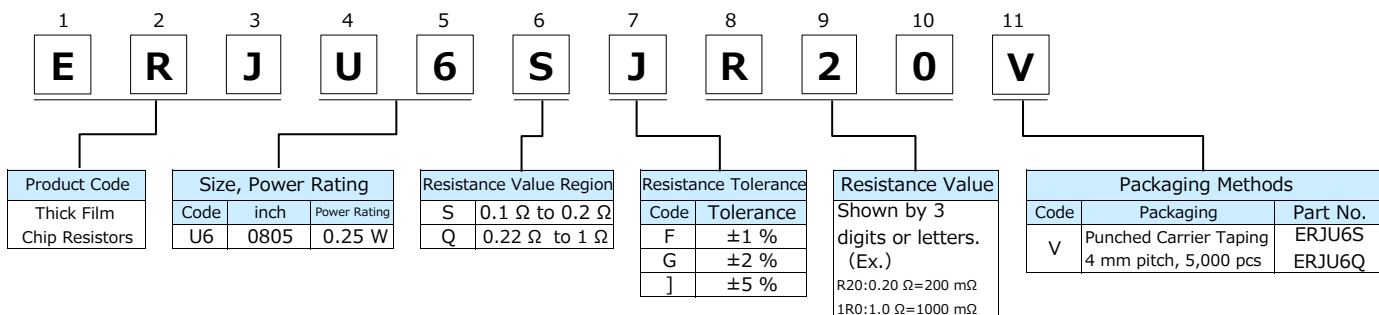 1 2 3 4 5 6 7 8 9 10 11
E R J U 6 S J R 2 0 V
Product Code
Thick Film
Chip Resistors
Size, Power Rating
Code inch Power Rating
U6 0805 0.25 W
Resistance Value Region
S 0.1 Ω to 0.2 Ω
Q 0.22 Ω to 1 Ω
Resistance Tolerance
Code Tolerance
F ±1 %
G ±2 %
] ±5 %
Resistance Value
Shown by 3
digits or letters.
(Ex.)
R20:0.20 Ω=200 mΩ
1R0:1.0 Ω=1000 mΩ
Packaging Methods
Code Packaging Part No.
V Punched Carrier Taping ERJU6S
4 mm pitch, 5,000 pcs ERJU6Q